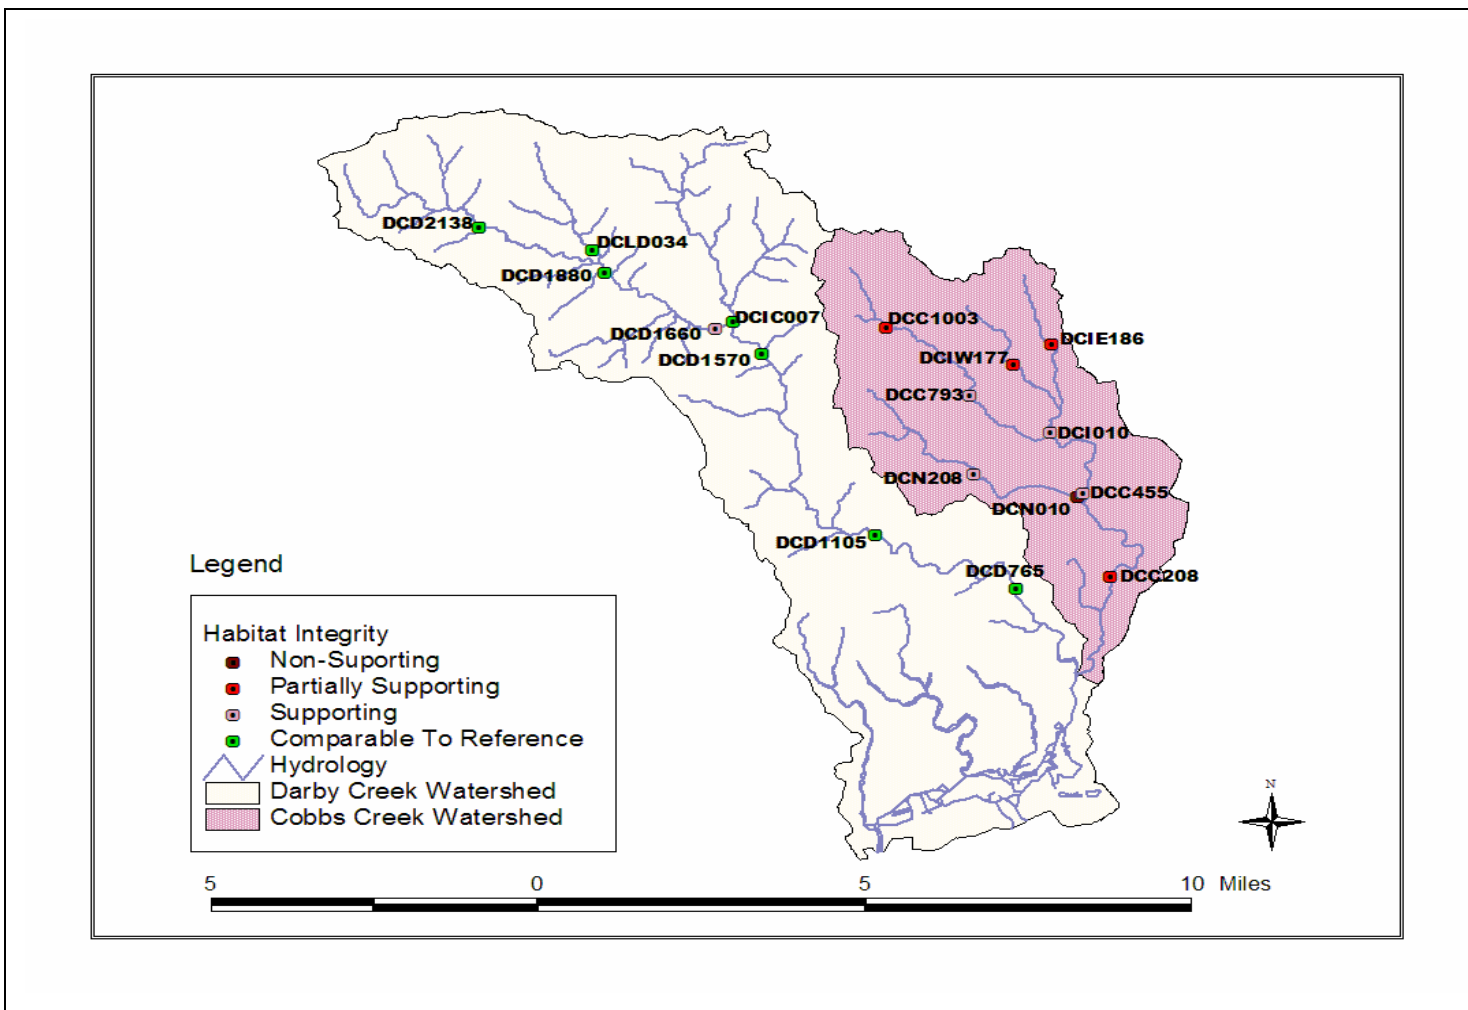 DCD2138
DCLD034
DCD1880
DCIC007
DCD1660
DCD1570
DCC1003
DCIE186
DCIW177
DCC793
DCI010
DCN208
DCC455
DCN010
DCD1105
DCD765
DCC208
Legend
Habitat Integrity
Non-Suporting
Partially Supporting
Supporting
Comparable To Reference
Hydrology
Darby Creek Watershed
Cobbs Creek Watershed
N
5 0 5 10 Miles